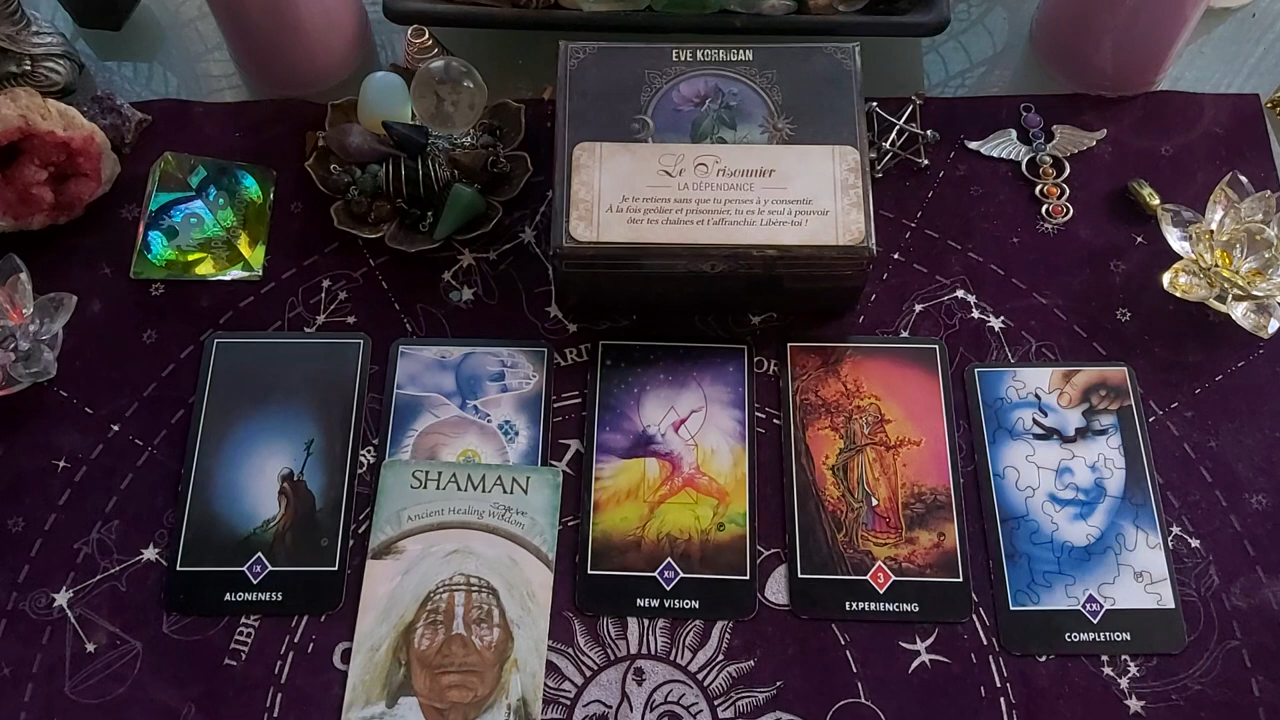 EVE KORRIGAN
Le Prisonnier
LA DÉPENDANCE
Je te retiens sans que tu penses à y consentir.
À la fois geôlier et prisonnier, tu es le seul à pouvoir
ôter tes chaînes et t'affranchir. Libère-toi !
IX
ALONENESS
SHAMAN
Ancient Healing Wisdom
XII
NEW VISION
3
EXPERIENCING
XXI
COMPLETION
LIBR